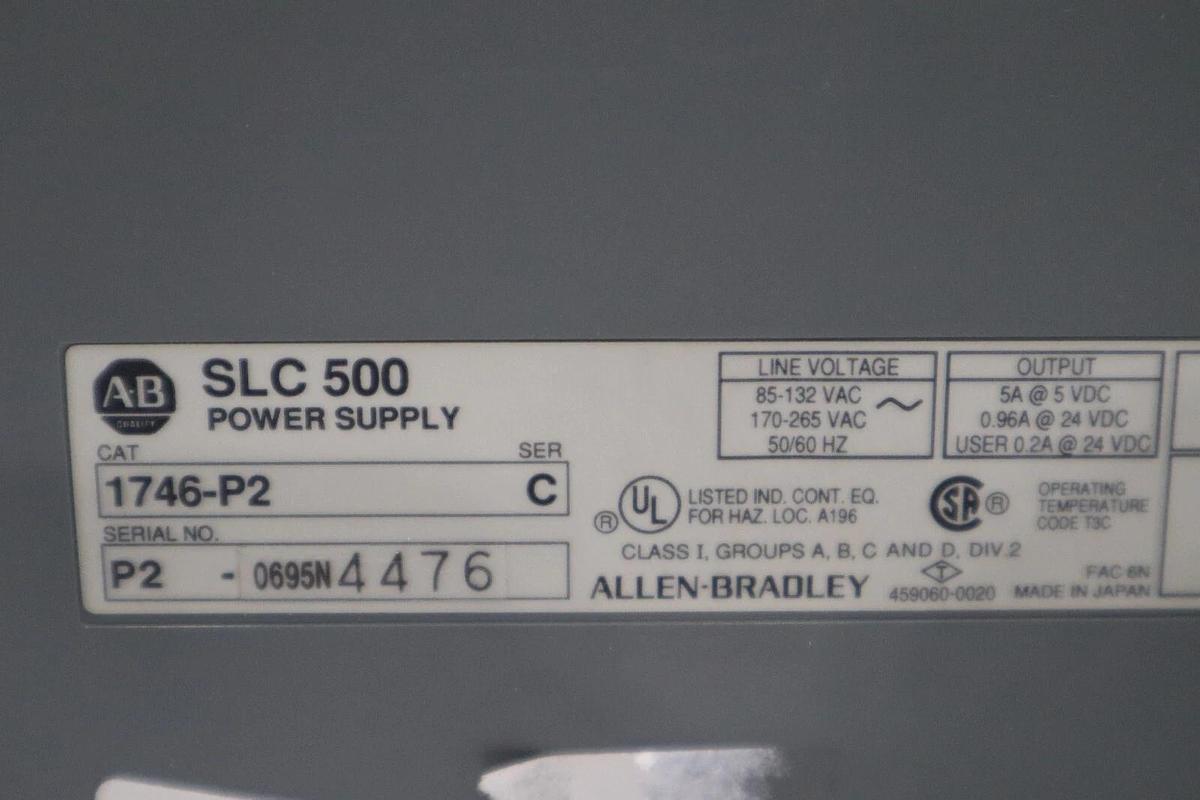 A·B
QUALITY
SLC 500
POWER SUPPLY
CAT
SER
1746-P2
C
SERIAL NO.
P2 - 0695N 4476
LINE VOLTAGE
85-132 VAC
170-265 VAC
50/60 HZ
OUTPUT
5A @ 5 VDC
0.96A @ 24 VDC
USER 0.2A @ 24 VDC
UL
®
LISTED IND. CONT. EQ.
FOR HAZ. LOC. A196
SA ®
OPERATING
TEMPERATURE
CODE T3C
CLASS I, GROUPS A, B, C AND D, DIV.2
ALLEN-BRADLEY
T
459060-0020
FAC 6N
MADE IN JAPAN